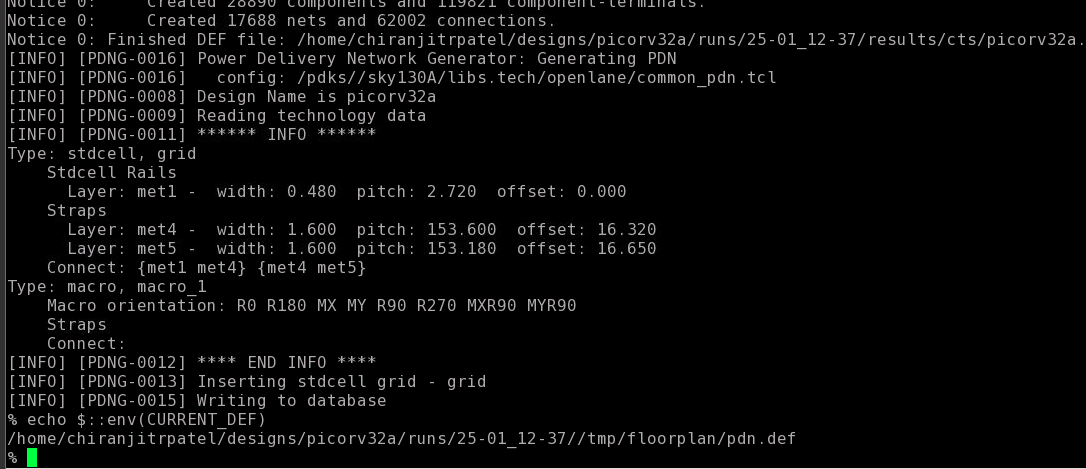 Notice 0:     Created 28890 components and 119821 component-terminals.
Notice 0:     Created 17688 nets and 62002 connections.
Notice 0: Finished DEF file: /home/chiranjitrpatel/designs/picorv32a/runs/25-01_12-37/results/cts/picorv32a.
[INFO] [PDNG-0016] Power Delivery Network Generator: Generating PDN
[INFO] [PDNG-0016]   config: /pdks//sky130A/libs.tech/openlane/common_pdn.tcl
[INFO] [PDNG-0008] Design Name is picorv32a
[INFO] [PDNG-0009] Reading technology data
[INFO] [PDNG-0011] ****** INFO ******
Type: stdcell, grid
    Stdcell Rails
      Layer: met1 -  width: 0.480  pitch: 2.720  offset: 0.000
    Straps
      Layer: met4 -  width: 1.600  pitch: 153.600  offset: 16.320
      Layer: met5 -  width: 1.600  pitch: 153.180  offset: 16.650
    Connect: {met1 met4} {met4 met5}
Type: macro, macro_1
    Macro orientation: R0 R180 MX MY R90 R270 MXR90 MYR90
    Straps
    Connect:
[INFO] [PDNG-0012] **** END INFO ****
[INFO] [PDNG-0013] Inserting stdcell grid - grid
[INFO] [PDNG-0015] Writing to database
% echo $::env(CURRENT_DEF)
/home/chiranjitrpatel/designs/picorv32a/runs/25-01_12-37//tmp/floorplan/pdn.def
%